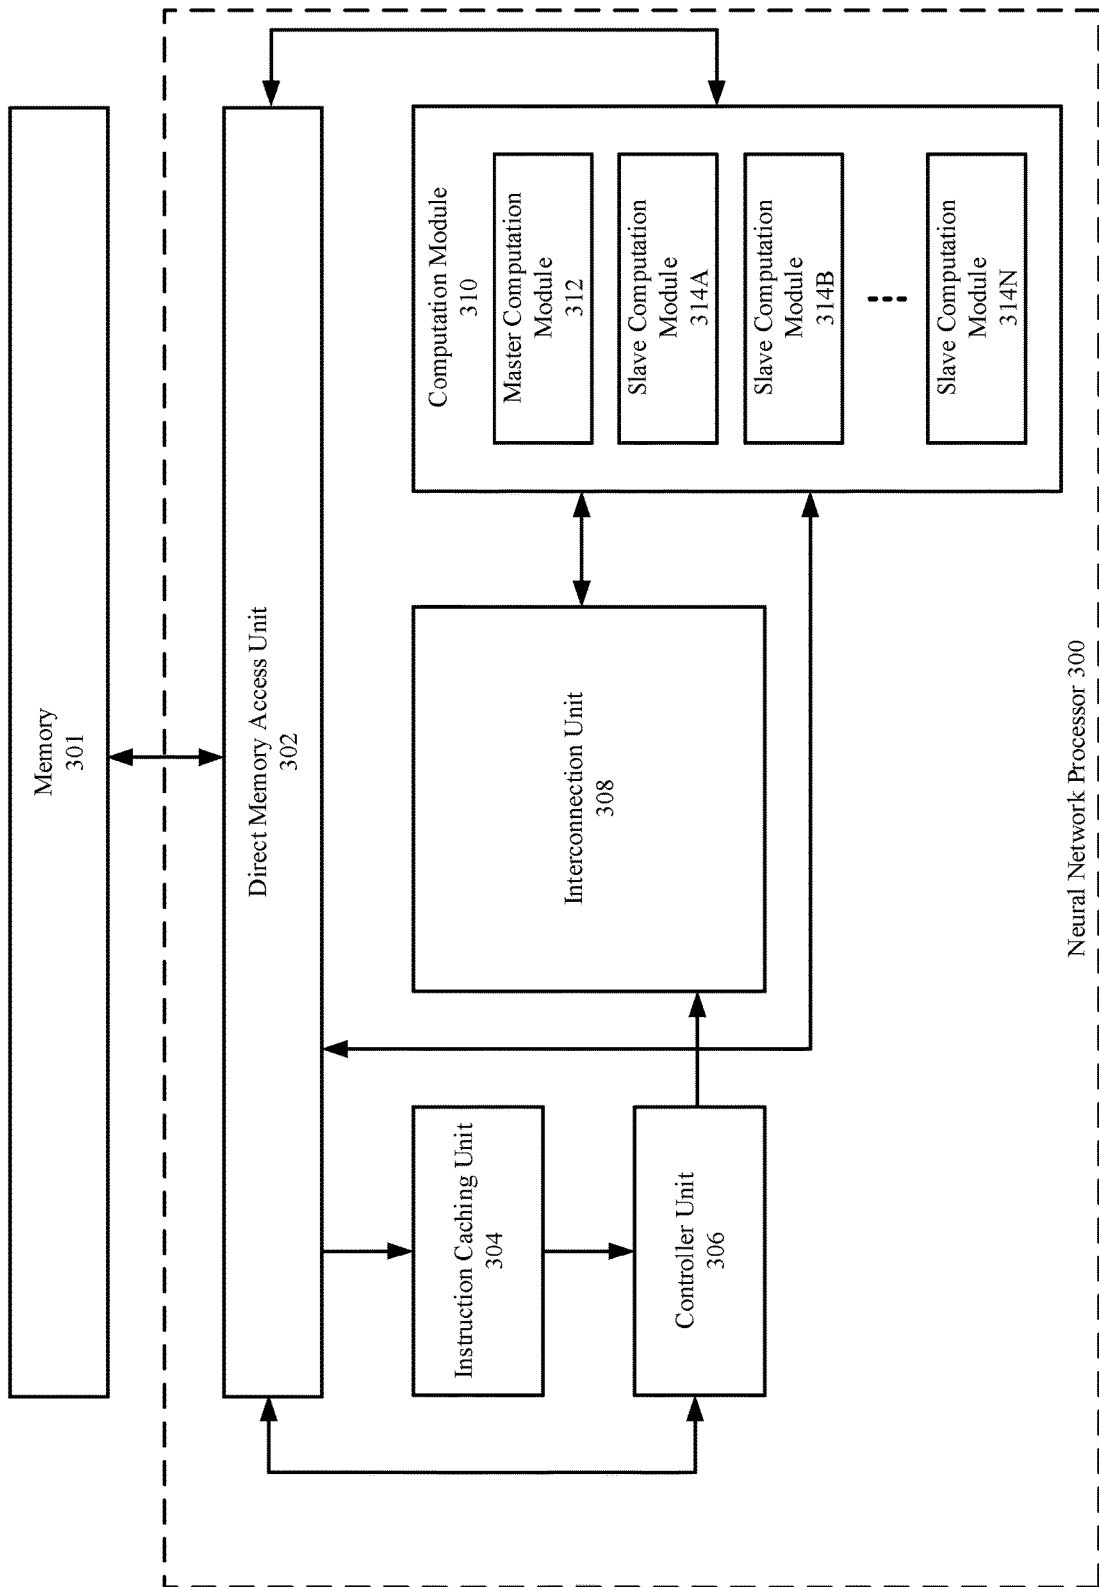 Memory
301
Direct Memory Access Unit
302
Instruction Caching Unit
304
Controller Unit
306
Interconnection Unit
308
Computation Module
310
Master Computation
Module
312
Slave Computation
Module
314A
Slave Computation
Module
314B
Slave Computation
Module
314N
Neural Network Processor 300